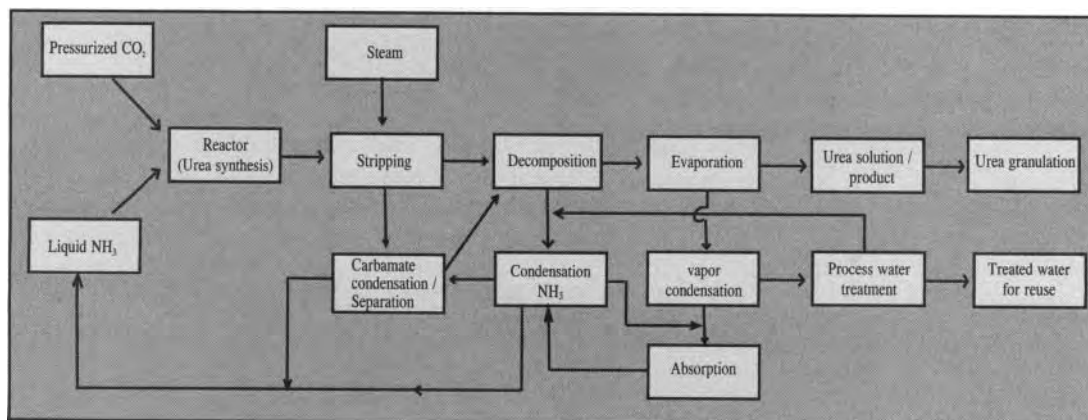 Pressurized CO₂
Steam
Reactor
(Urea synthesis)
Stripping
Decomposition
Evaporation
Urea solution /
product
Urea granulation
Liquid NH₃
Carbamate
condensation /
Separation
Condensation
NH₃
vapor
condensation
Process water
treatment
Treated water
for reuse
Absorption